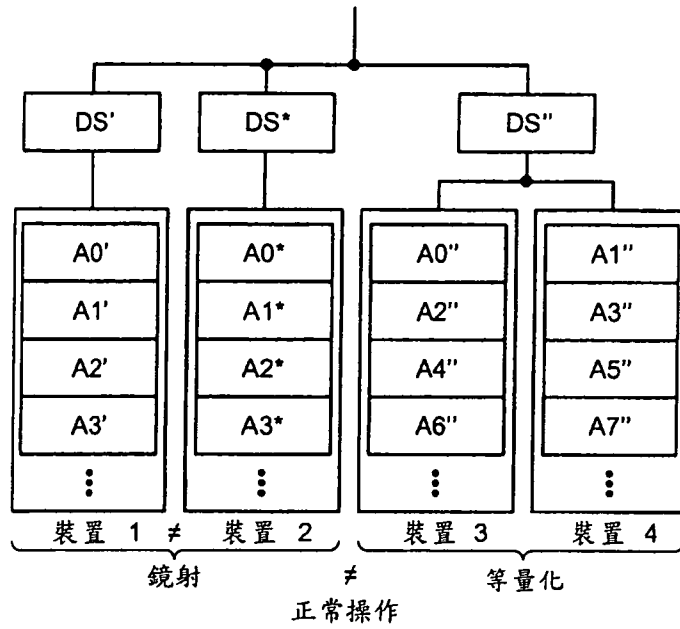 DS' DS* DS"
A0' A0* A0" A1"
A1' A1* A2" A3"
A2' A2* A4" A5"
A3' A3* A6" A7"
裝置 1 ≠ 裝置 2 裝置 3 裝置 4
鏡射 ≠ 等量化
正常操作